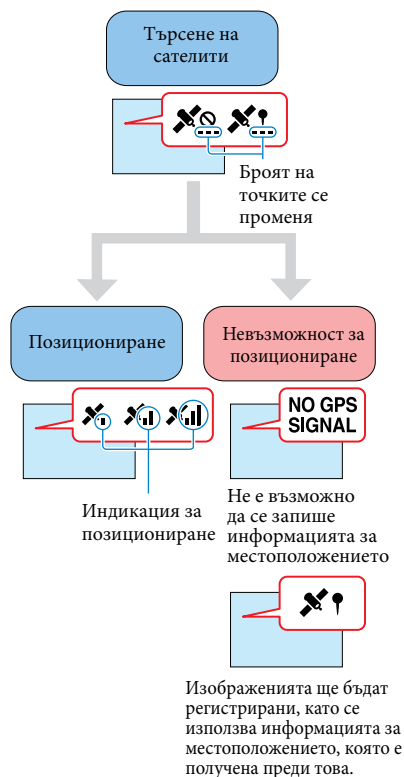 Търсене на
сателити
Броят на
точките се
променя
Позициониране
Невъзможност за
позициониране
NO GPS
SIGNAL
Индикация за
позициониране
Не е възможно
да се запише
информацията за
местоположението
Изображенията ще бъдат
регистрирани, като се
използва информацията за
местоположението, която е
получена преди това.